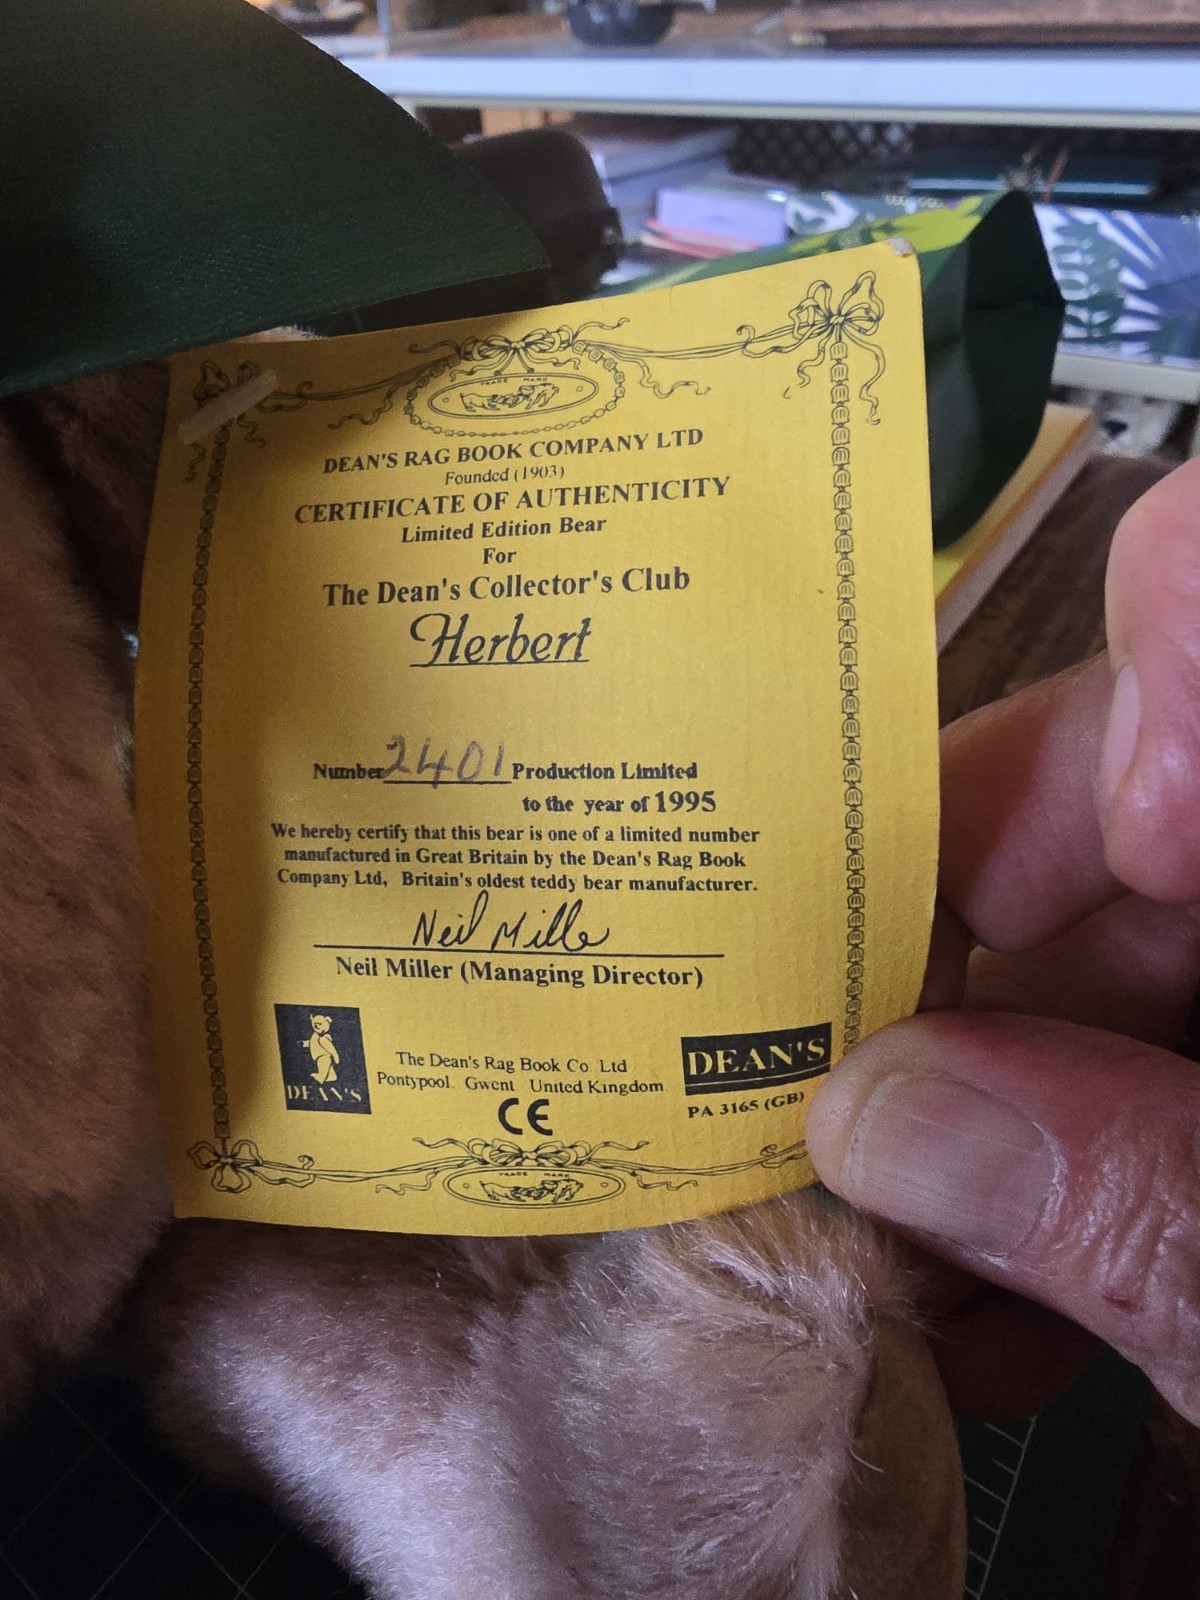 TRADE MARK
DEAN'S RAG BOOK COMPANY LTD
Founded (1903)
CERTIFICATE OF AUTHENTICITY
Limited Edition Bear
For
The Dean's Collector's Club
Herbert
Number 2401 Production Limited
to the year of 1995
We hereby certify that this bear is one of a limited number
manufactured in Great Britain by the Dean's Rag Book
Company Ltd, Britain's oldest teddy bear manufacturer.
Neil Miller
Neil Miller (Managing Director)
DEAN'S
The Dean's Rag Book Co. Ltd
Pontypool. Gwent. United Kingdom.
CE
DEAN'S
PA 3165 (GB)
TRADE MARK